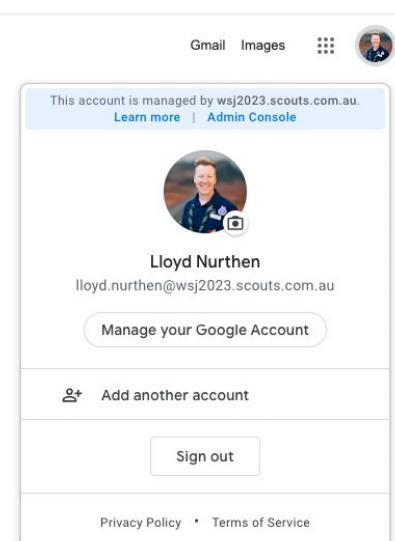 Gmail Images
This account is managed by wsj2023.scouts.com.au.
Learn more | Admin Console
Lloyd Nurthen
lloyd.nurthen@wsj2023.scouts.com.au
Manage your Google Account
Add another account
Sign out
Privacy Policy • Terms of Service